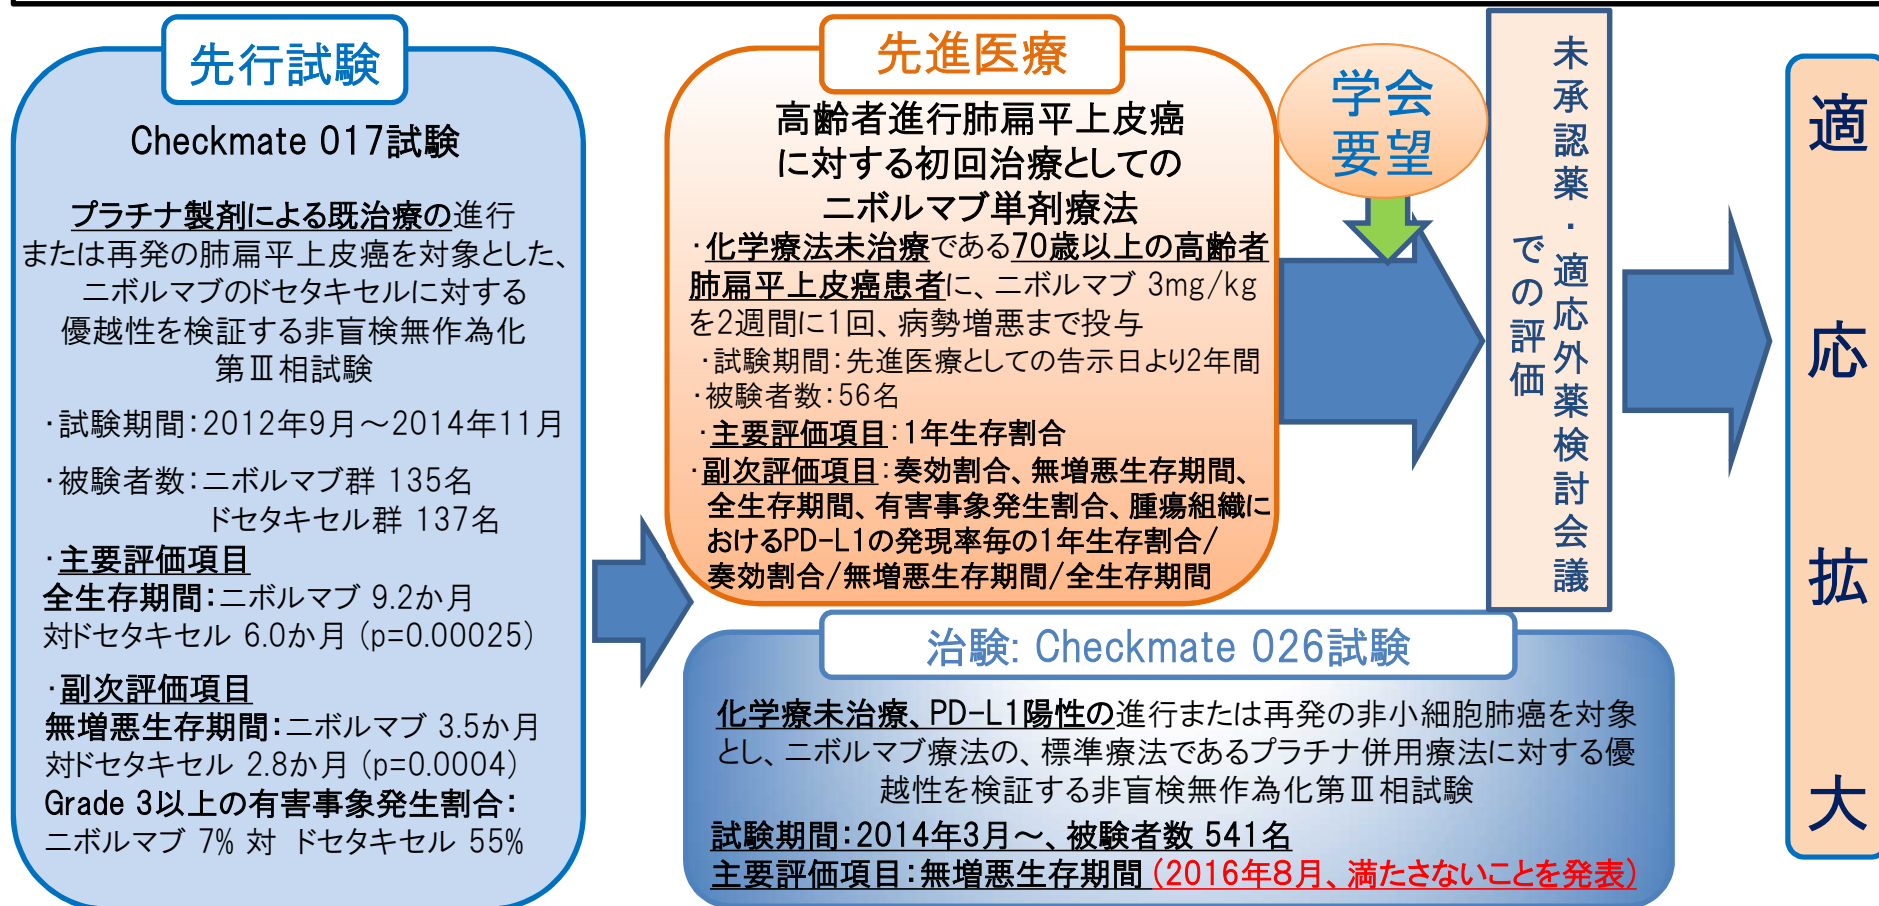 先行試験
Checkmate 017試験
プラチナ製剤による既治療の進行
または再発の肺扁平上皮癌を対象とした、
ニボルマブのドセタキセルに対する
優越性を検証する非盲検無作為化
第Ⅲ相試験
・試験期間：2012年9月～2014年11月
・被験者数：ニボルマブ群 135名
ドセタキセル群 137名
・主要評価項目
全生存期間：ニボルマブ 9.2か月
対ドセタキセル 6.0か月 (p=0.00025)
・副次評価項目
無増悪生存期間：ニボルマブ 3.5か月
対ドセタキセル 2.8か月 (p=0.0004)
Grade 3以上の有害事象発生割合：
ニボルマブ 7% 対 ドセタキセル 55%
先進医療
高齢者進行肺扁平上皮癌
に対する初回治療としての
ニボルマブ単剤療法
・化学療法未治療である70歳以上の高齢者
肺扁平上皮癌患者に、ニボルマブ 3mg/kg
を2週間に1回、病勢増悪まで投与
・試験期間：先進医療としての告示日より2年間
・被験者数：56名
・主要評価項目：1年生存割合
・副次評価項目：奏効割合、無増悪生存期間、
全生存期間、有害事象発生割合、腫瘍組織に
おけるPD-L1の発現率毎の1年生存割合/
奏効割合/無増悪生存期間/全生存期間
治験: Checkmate 026試験
化学療未治療、PD-L1陽性の進行または再発の非小細胞肺癌を対象
とし、ニボルマブ療法の、標準療法であるプラチナ併用療法に対する優
越性を検証する非盲検無作為化第Ⅲ相試験
試験期間：2014年3月～、被験者数 541名
主要評価項目：無増悪生存期間 (2016年8月、満たさないことを発表)
学会
要望
未承認薬・適応外薬検討会議
での評価
適応拡大